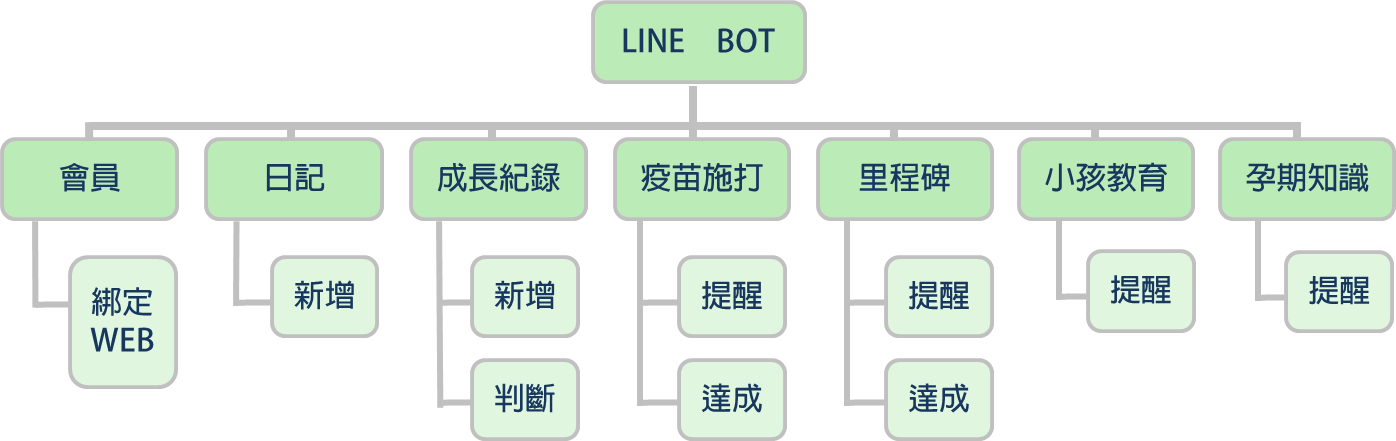 LINE BOT
會員
日記
成長紀錄
疫苗施打
里程碑
小孩教育
孕期知識
綁定
WEB
新增
新增
提醒
提醒
提醒
提醒
判斷
達成
達成